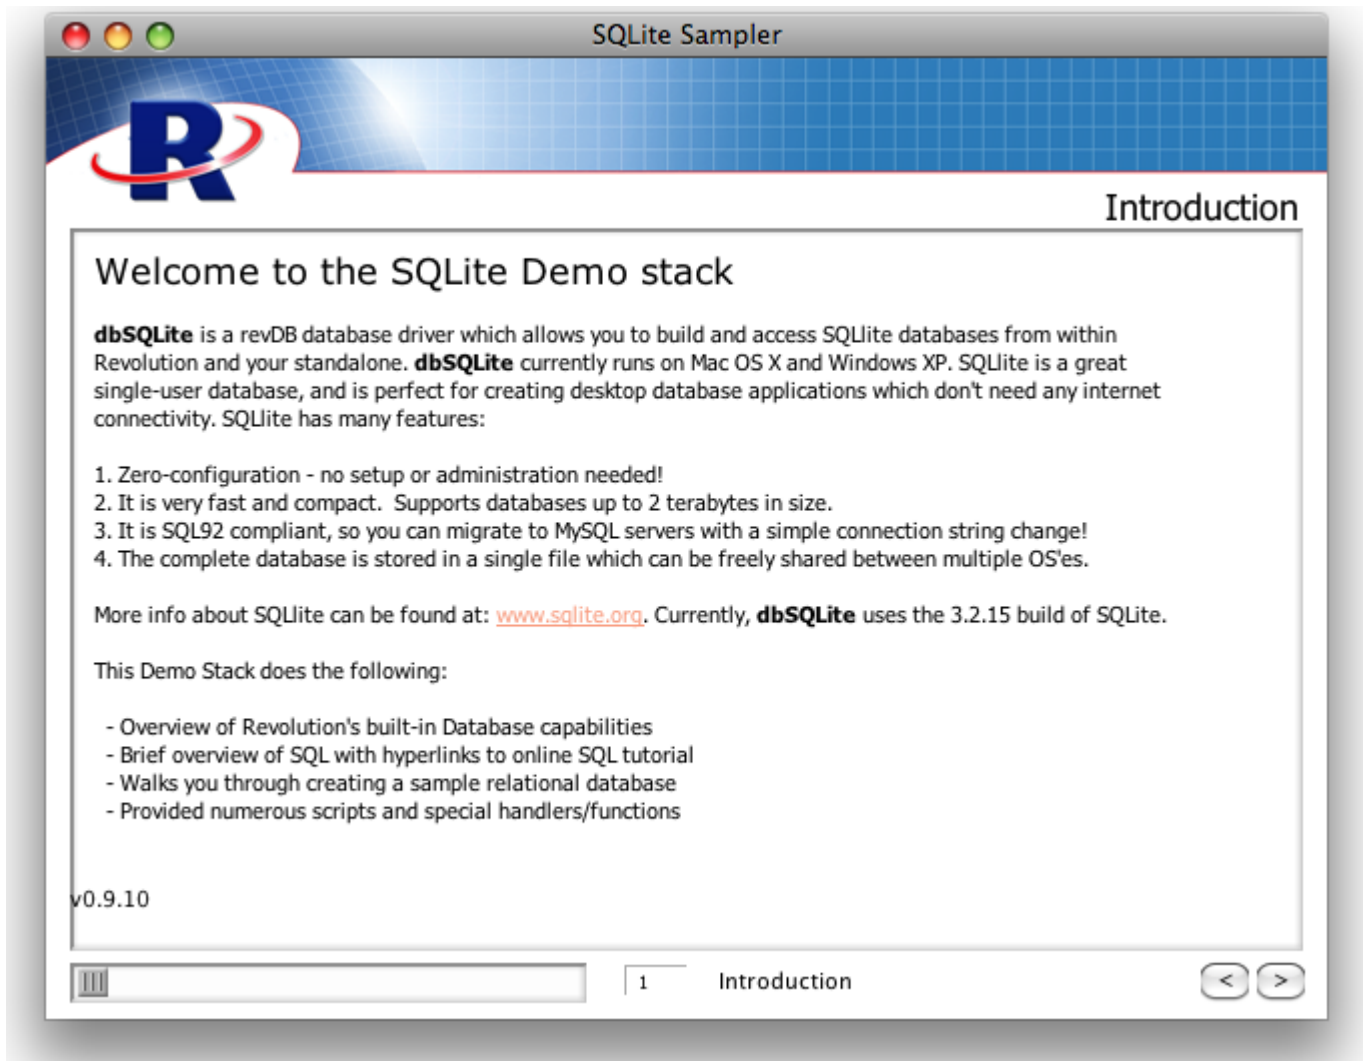 SQLite Sampler
R
Introduction
Welcome to the SQLite Demo stack
dbSQLite is a revDB database driver which allows you to build and access SQLlite databases from within
Revolution and your standalone. dbSQLite currently runs on Mac OS X and Windows XP. SQLlite is a great
single-user database, and is perfect for creating desktop database applications which don't need any internet
connectivity. SQLlite has many features:
1. Zero-configuration - no setup or administration needed!
2. It is very fast and compact.  Supports databases up to 2 terabytes in size.
3. It is SQL92 compliant, so you can migrate to MySQL servers with a simple connection string change!
4. The complete database is stored in a single file which can be freely shared between multiple OS'es.
More info about SQLlite can be found at: www.sqlite.org. Currently, dbSQLite uses the 3.2.15 build of SQLite.
This Demo Stack does the following:
- Overview of Revolution's built-in Database capabilities
- Brief overview of SQL with hyperlinks to online SQL tutorial
- Walks you through creating a sample relational database
- Provided numerous scripts and special handlers/functions
v0.9.10
1 Introduction < >